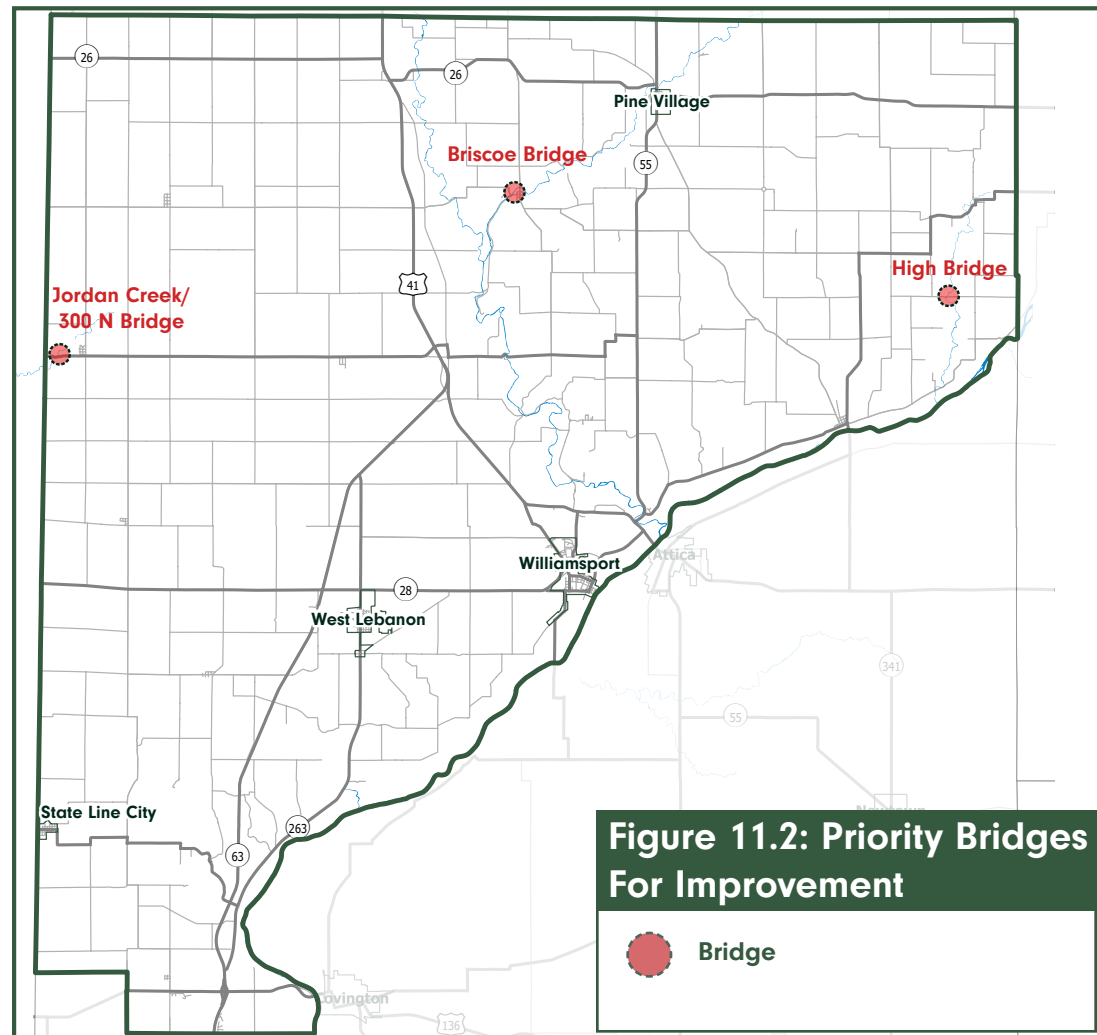 26
26
Pine Village
Briscoe Bridge
55
High Bridge
41
Jordan Creek/
300 N Bridge
Williamsport
Attica
28
West Lebanon
341
55
State Line City
263
63
Figure 11.2: Priority Bridges
For Improvement
Bridge
Covington
136